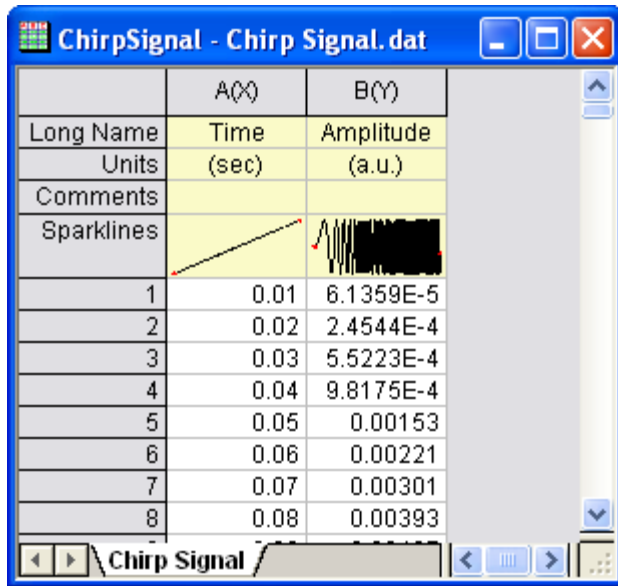 ChirpSignal - Chirp Signal.dat
A(X) B(Y)
Long Name Time Amplitude
Units (sec) (a.u.)
Comments
Sparklines
1 0.01 6.1359E-5
2 0.02 2.4544E-4
3 0.03 5.5223E-4
4 0.04 9.8175E-4
5 0.05 0.00153
6 0.06 0.00221
7 0.07 0.00301
8 0.08 0.00393
Chirp Signal